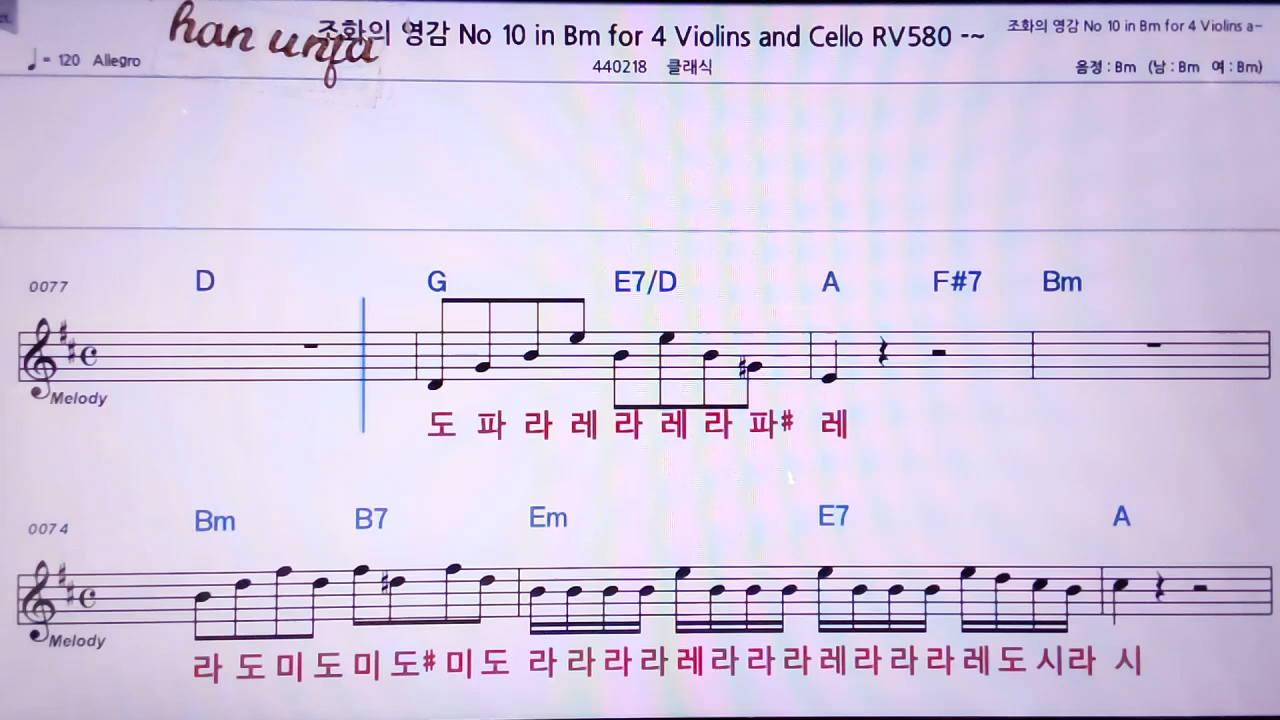 han unfa
조화의 영감 No 10 in Bm for 4 Violins and Cello RV580 -~
조화의 영감 No 10 in Bm for 4 Violins a-
♩= 120 Allegro
440218 클래식
음정 : Bm (남 : Bm 여 : Bm)
0077 D G E7/D A F#7 Bm
Melody
도 파 라 레 라 레 라 파# 레
0074 Bm B7 Em E7 A
Melody
라 도 미 도 미 도# 미 도 라 라 라 라 레 라 라 라 레 라 라 라 레 도 시 라 시